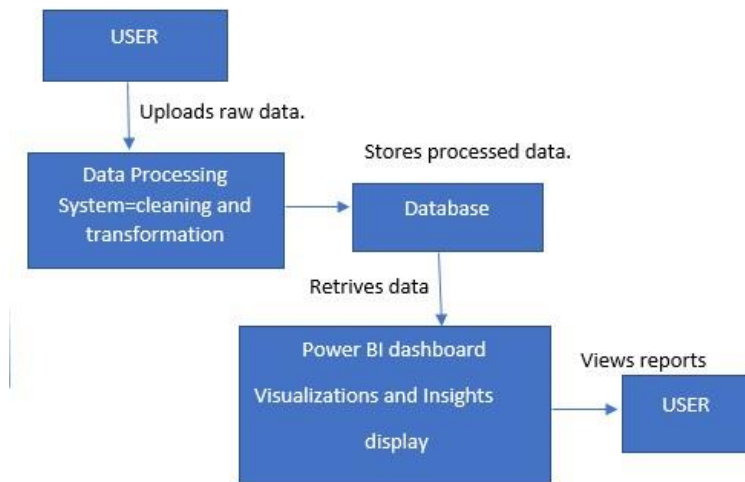 USER
Uploads raw data.
Data Processing
System=cleaning and
transformation
Stores processed data.
Database
Retrives data
Power BI dashboard
Visualizations and Insights
display
Views reports
USER